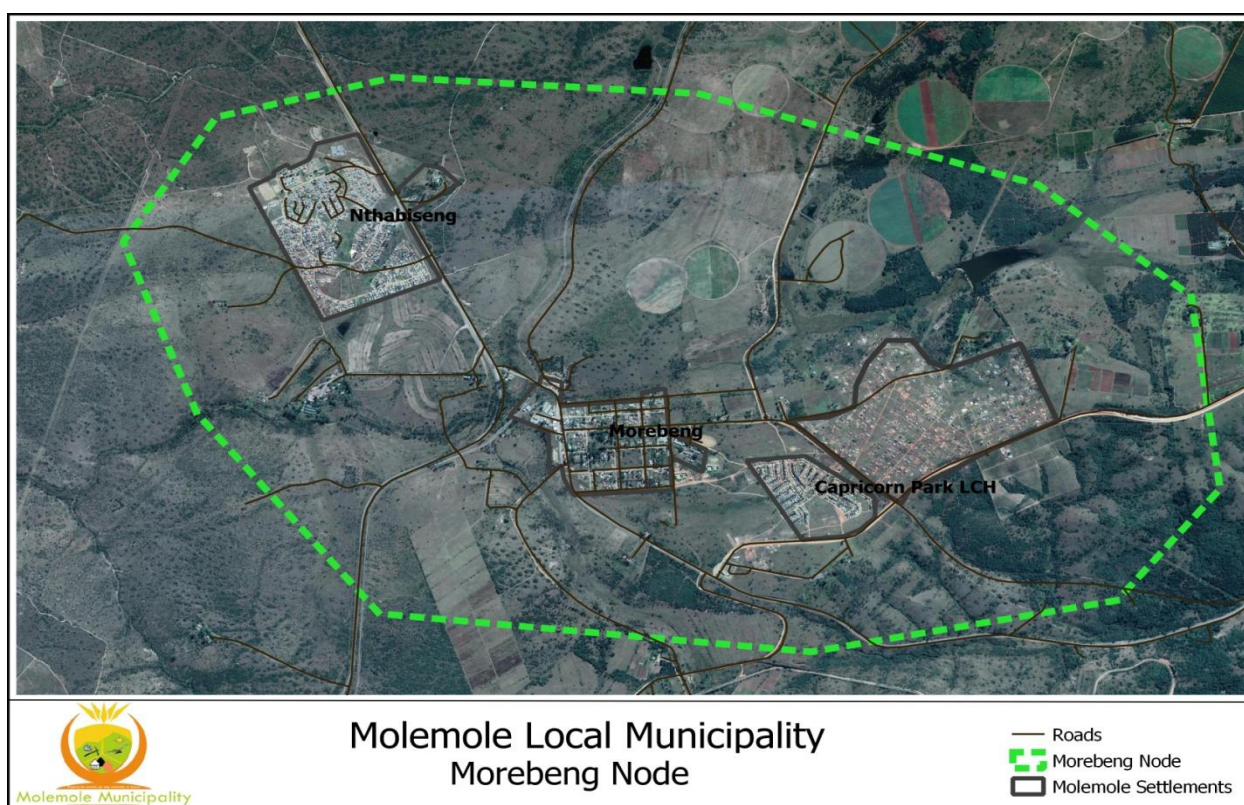 Nthabiseng
Morebeng
Capricorn Park LCH
Molemole Local Municipality
Morebeng Node
Roads
Morebeng Node
Molemole Settlements
Molemole Municipality